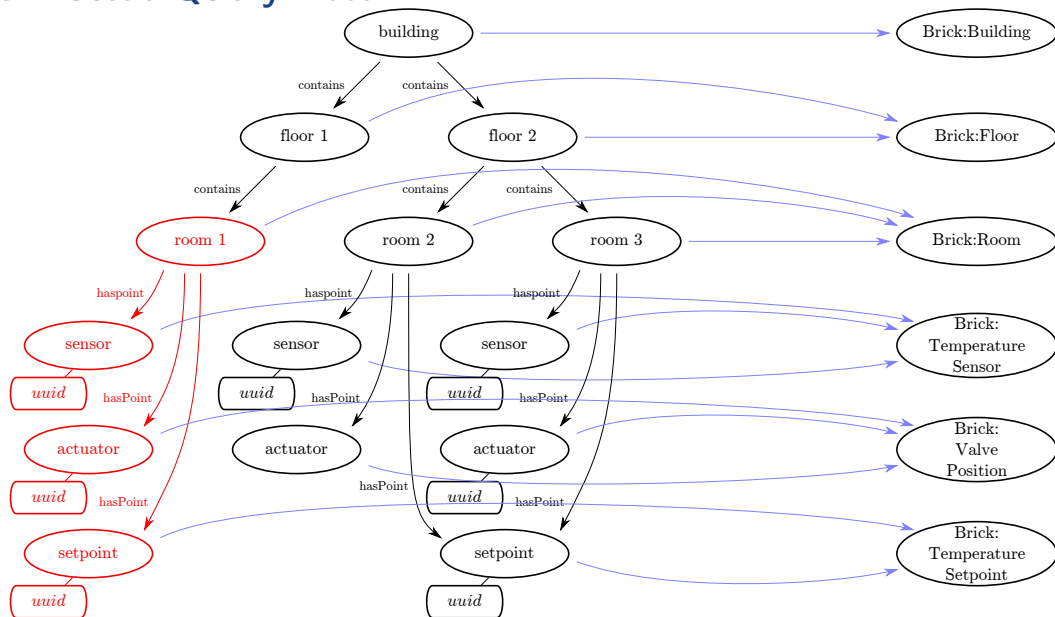 building
Brick:Building
contains
contains
floor 1
floor 2
Brick:Floor
contains
contains
contains
room 1
room 2
room 3
Brick:Room
haspoint
haspoint
haspoint
sensor
sensor
sensor
Brick:
Temperature
Sensor
uuid
uuid
uuid
hasPoint
hasPoint
hasPoint
actuator
actuator
actuator
Brick:
Valve
Position
uuid
uuid
hasPoint
hasPoint
hasPoint
setpoint
setpoint
Brick:
Temperature
Setpoint
uuid
uuid